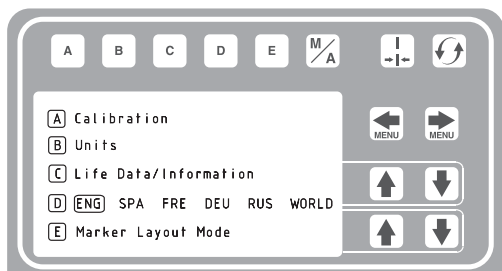 A B C D E M/A
MENU MENU
A Calibration
B Units
C Life Data/Information
D ENG SPA FRE DEU RUS WORLD
E Marker Layout Mode